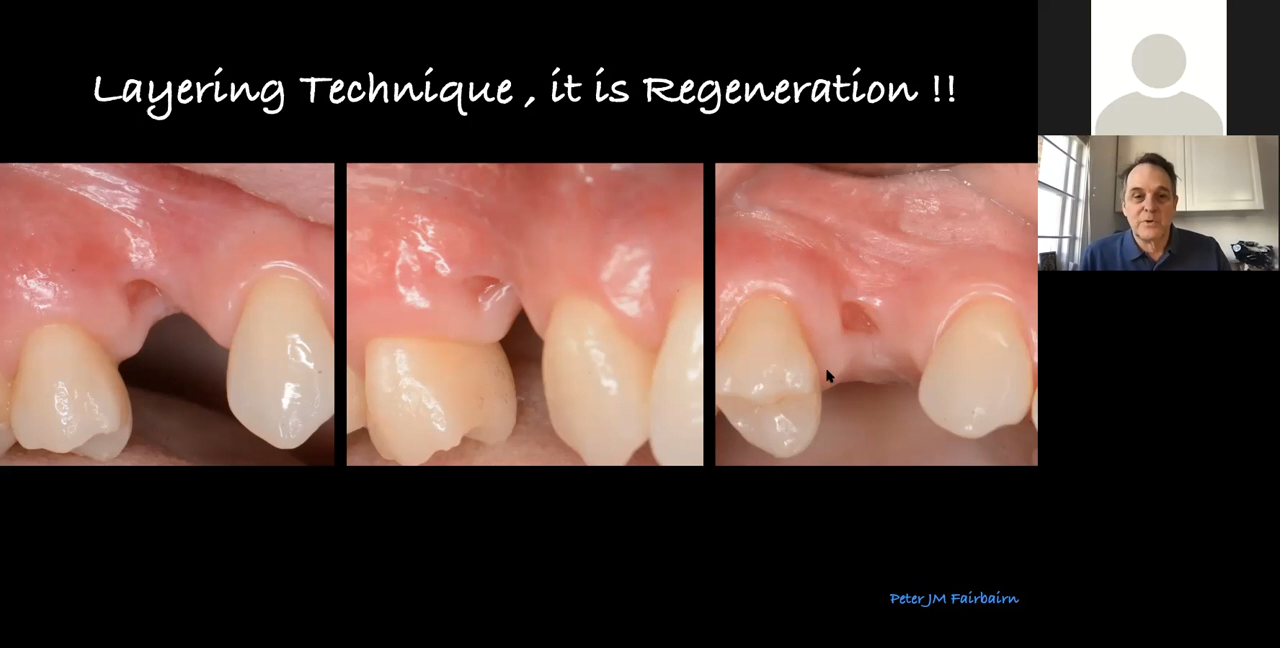 Layering Technique , it is Regeneration !!
Peter JM Fairbairn